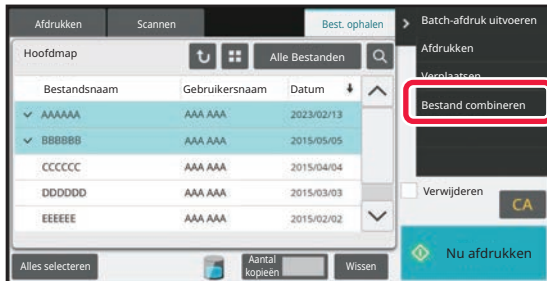 Afdrukken Scannen Best. ophalen
Hoofdmap Alle Bestanden
Bestandsnaam Gebruikersnaam Datum
AAAAAA AAA AAA 2023/02/13
BBBBBB AAA AAA 2015/05/05
CCCCCC AAA AAA 2015/04/04
DDDDDD AAA AAA 2015/03/03
EEEEEE AAA AAA 2015/02/02
Alles selecteren Aantal kopieën Wissen
Batch-afdruk uitvoeren
Afdrukken
Verplaatsen
Bestand combineren
Verwijderen
CA
Nu afdrukken